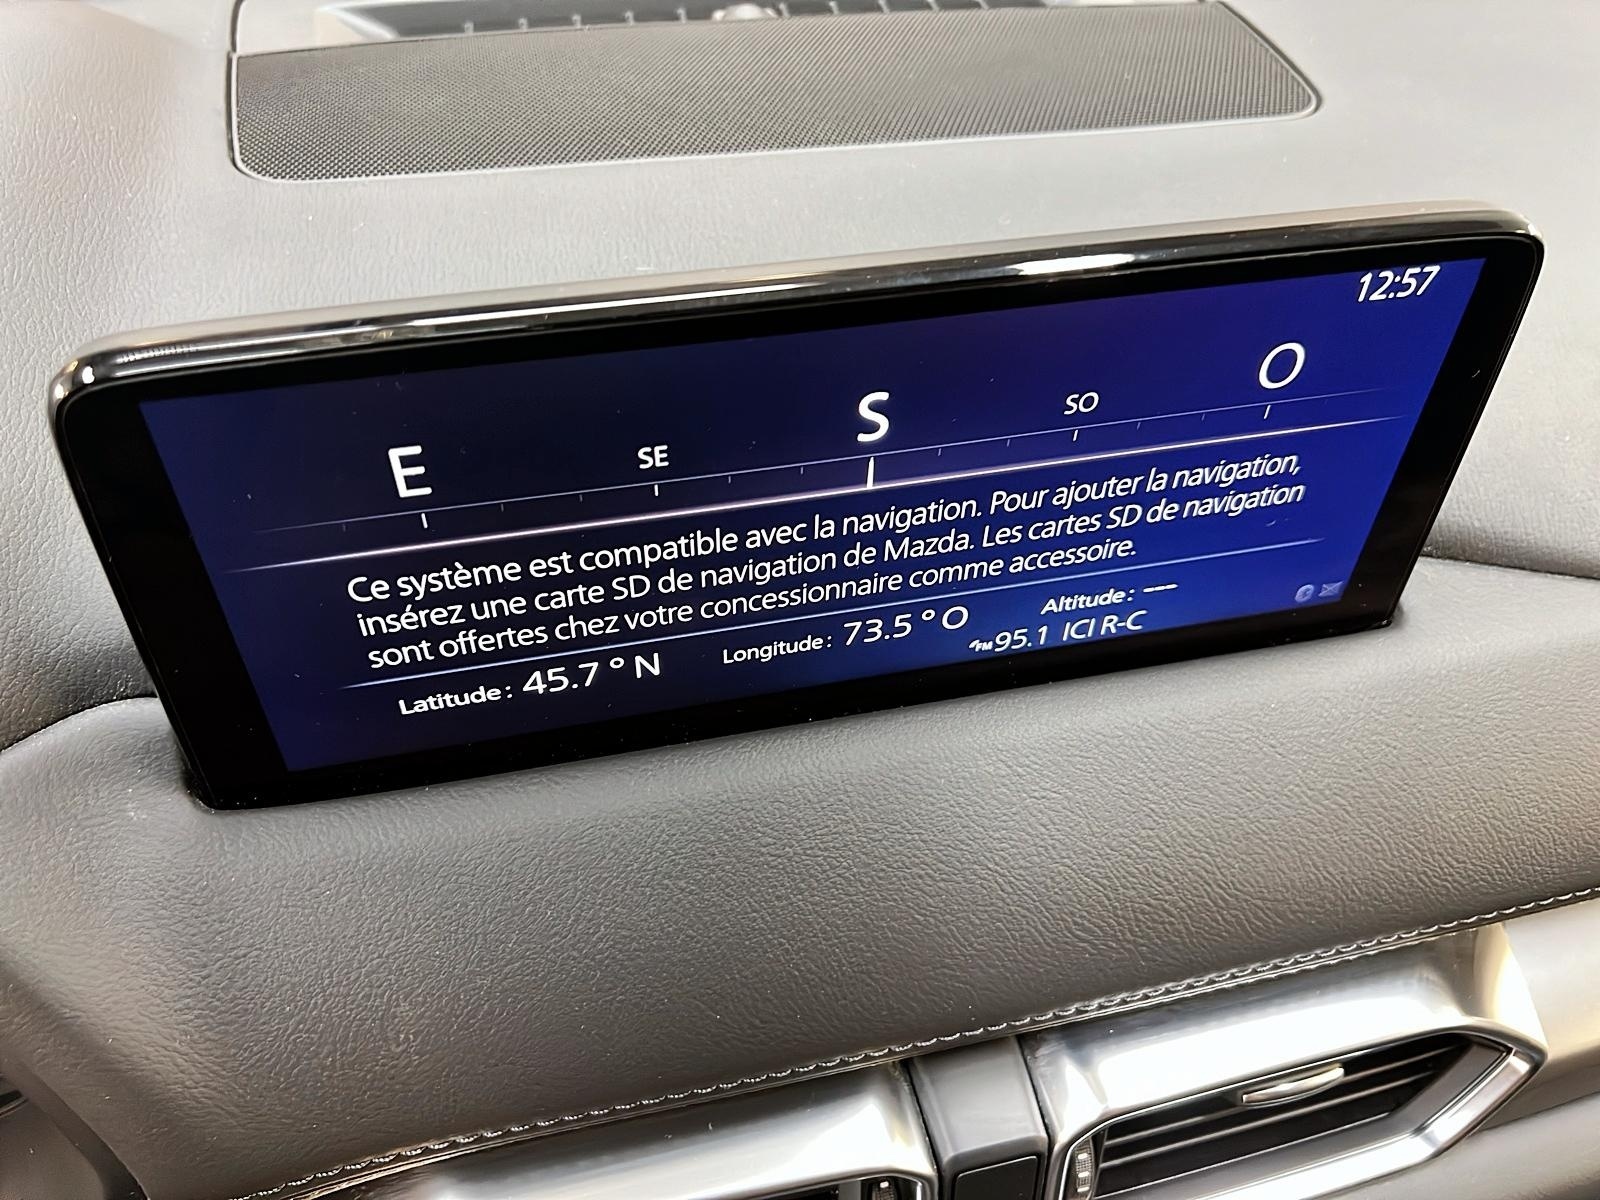 12:57
E SE S SO O
Ce système est compatible avec la navigation. Pour ajouter la navigation,
insérez une carte SD de navigation de Mazda. Les cartes SD de navigation
sont offertes chez votre concessionnaire comme accessoire.
Latitude: 45.7 ° N Longitude: 73.5 ° O Altitude: ---
FM 95.1 ICI R-C